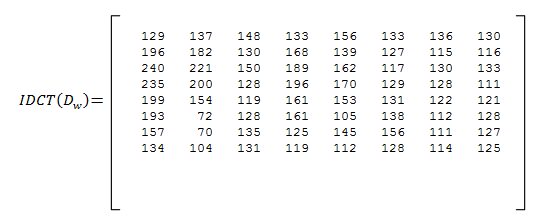 129 137 148 133 156 133 136 130
196 182 130 168 139 127 115 116
240 221 150 189 162 117 130 133
235 200 128 196 170 129 128 111
IDCT(D_w)= 199 154 119 161 153 131 122 121
193 72 128 161 105 138 112 128
157 70 135 125 145 156 111 127
134 104 131 119 112 128 114 125